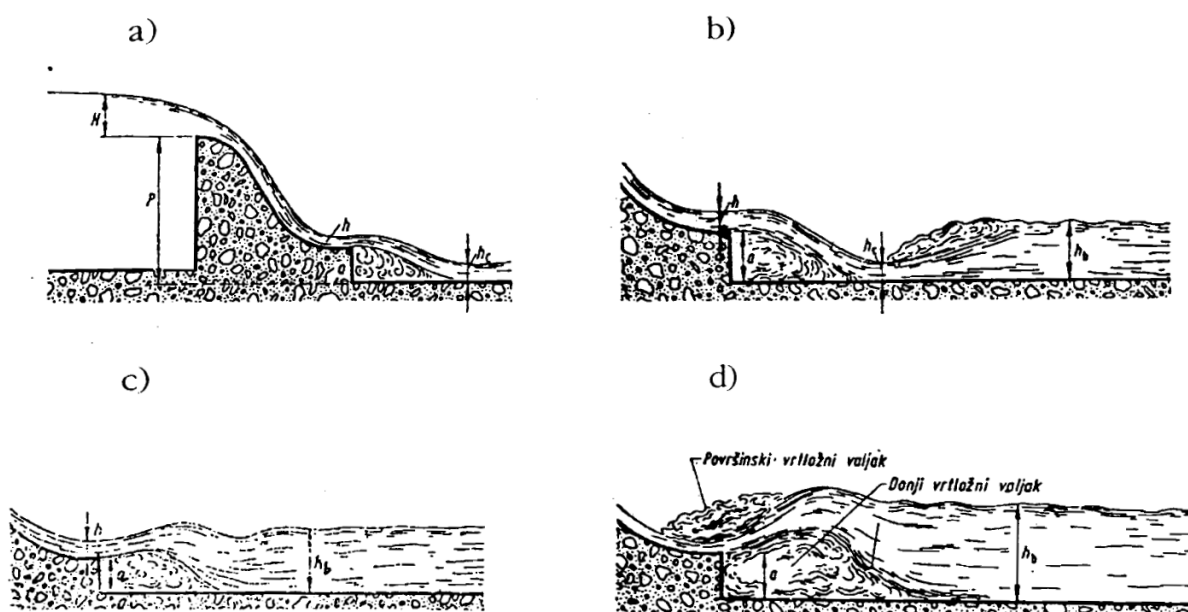 a)
b)
H
P
h
a
h_c
h
a
h_c
h_b
c)
d)
h
a
h_b
Površinski vrtložni valjak
Donji vrtložni valjak
a
h_b